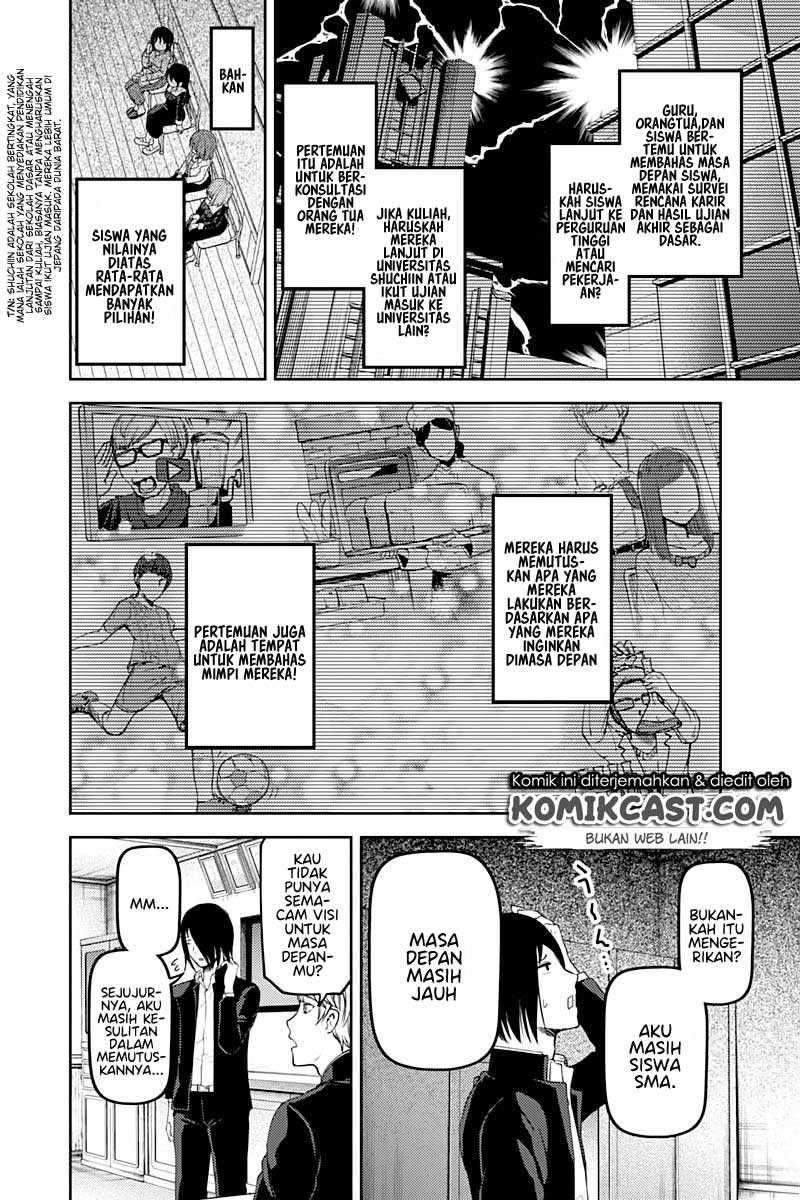 GURU,
ORANGTUA,DAN
SISWA BER-
TEMU UNTUK
MEMBAHAS MASA
DEPAN SISWA,
MEMAKAI SURVEI
RENCANA KARIR
DAN HASIL UJIAN
AKHIR SEBAGAI
DASAR.
HARUS-
KAH SISWA
LANJUT KE
PERGURUAN
TINGGI
ATAU
MENCARI
PEKERJA-
AN?
JIKA KULIAH,
HARUSKAH
MEREKA
LANJUT DI
UNIVERSITAS
SHUCHIIN ATAU
IKUT UJIAN
MASUK KE
UNIVERSITAS
LAIN?
PERTEMUAN
ITU ADALAH
UNTUK BER-
KONSULTASI
DENGAN
ORANG TUA
MEREKA!
BAH-
KAN
SISWA YANG
NILAINYA
DIATAS
RATA-RATA
MENDAPATKAN
BANYAK
PILIHAN!
T/N: SHUCHIIN ADALAH SEKOLAH BERTINGKAT, YANG
MANA IALAH SEKOLAH YANG MENYEDIAKAN PENDIDIKAN
LANJUTAN DARI SEKOLAH DASAR ATAU MENENGAH
SAMPAI KULIAH, BIASANYA TANPA MENGHARUSKAN
SISWA IKUT UJIAN MASUK. MEREKA LEBIH UMUM DI
JEPANG DARIPADA DUNIA BARAT.
MEREKA HARUS
MEMUTUS-
KAN APA YANG
MEREKA
LAKUKAN BER-
DASARKAN APA
YANG MEREKA
INGINKAN
DIMASA DEPAN
PERTEMUAN JUGA
ADALAH TEMPAT
UNTUK MEMBAHAS
MIMPI MEREKA!
Komik ini diterjemahkan & diedit oleh
KOMIKCAST.COM
BUKAN WEB LAIN!!
BUKAN-
KAH ITU
MENGE-
RIKAN?
AKU
MASIH
SISWA
SMA.
MASA
DEPAN
MASIH
JAUH
KAU
TIDAK
PUNYA
SEMA-
CAM VISI
UNTUK
MASA
DEPAN-
MU?
MM...
SEJUJUR-
NYA, AKU
MASIH KE-
SULITAN
DALAM
MEMUTUS-
KANNYA...